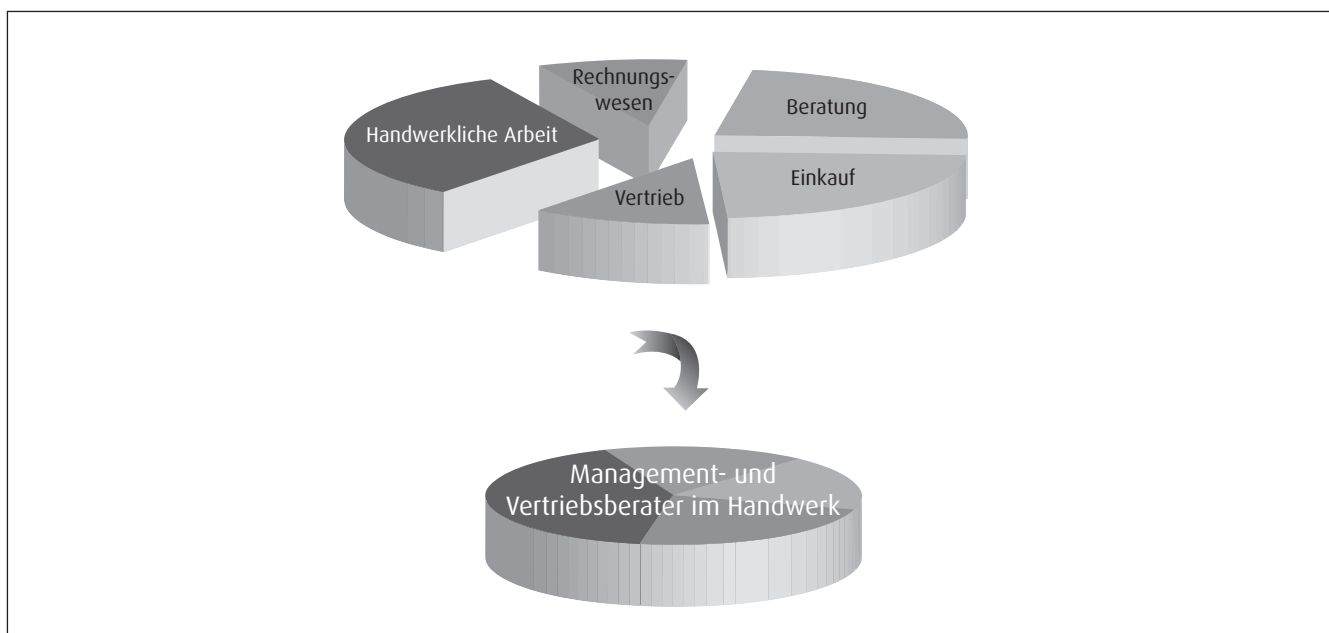 Rechnungs-
wesen
Handwerkliche Arbeit
Beratung
Einkauf
Vertrieb
Management- und
Vertriebsberater im Handwerk